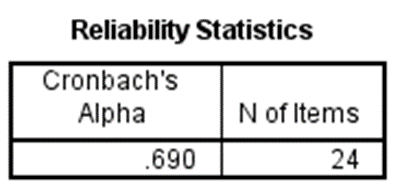 Reliability Statistics
Cronbach's
Alpha
N of Items
.690
24